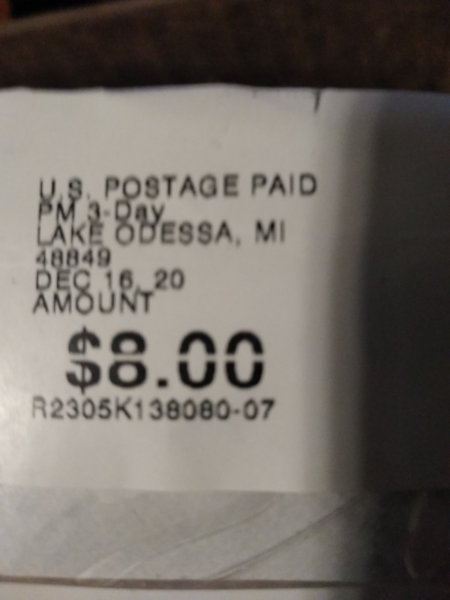 U.S. POSTAGE PAID
PM 3-Day
LAKE ODESSA, MI
48849
DEC 16, 20
AMOUNT
$8.00
R2305K138080-07